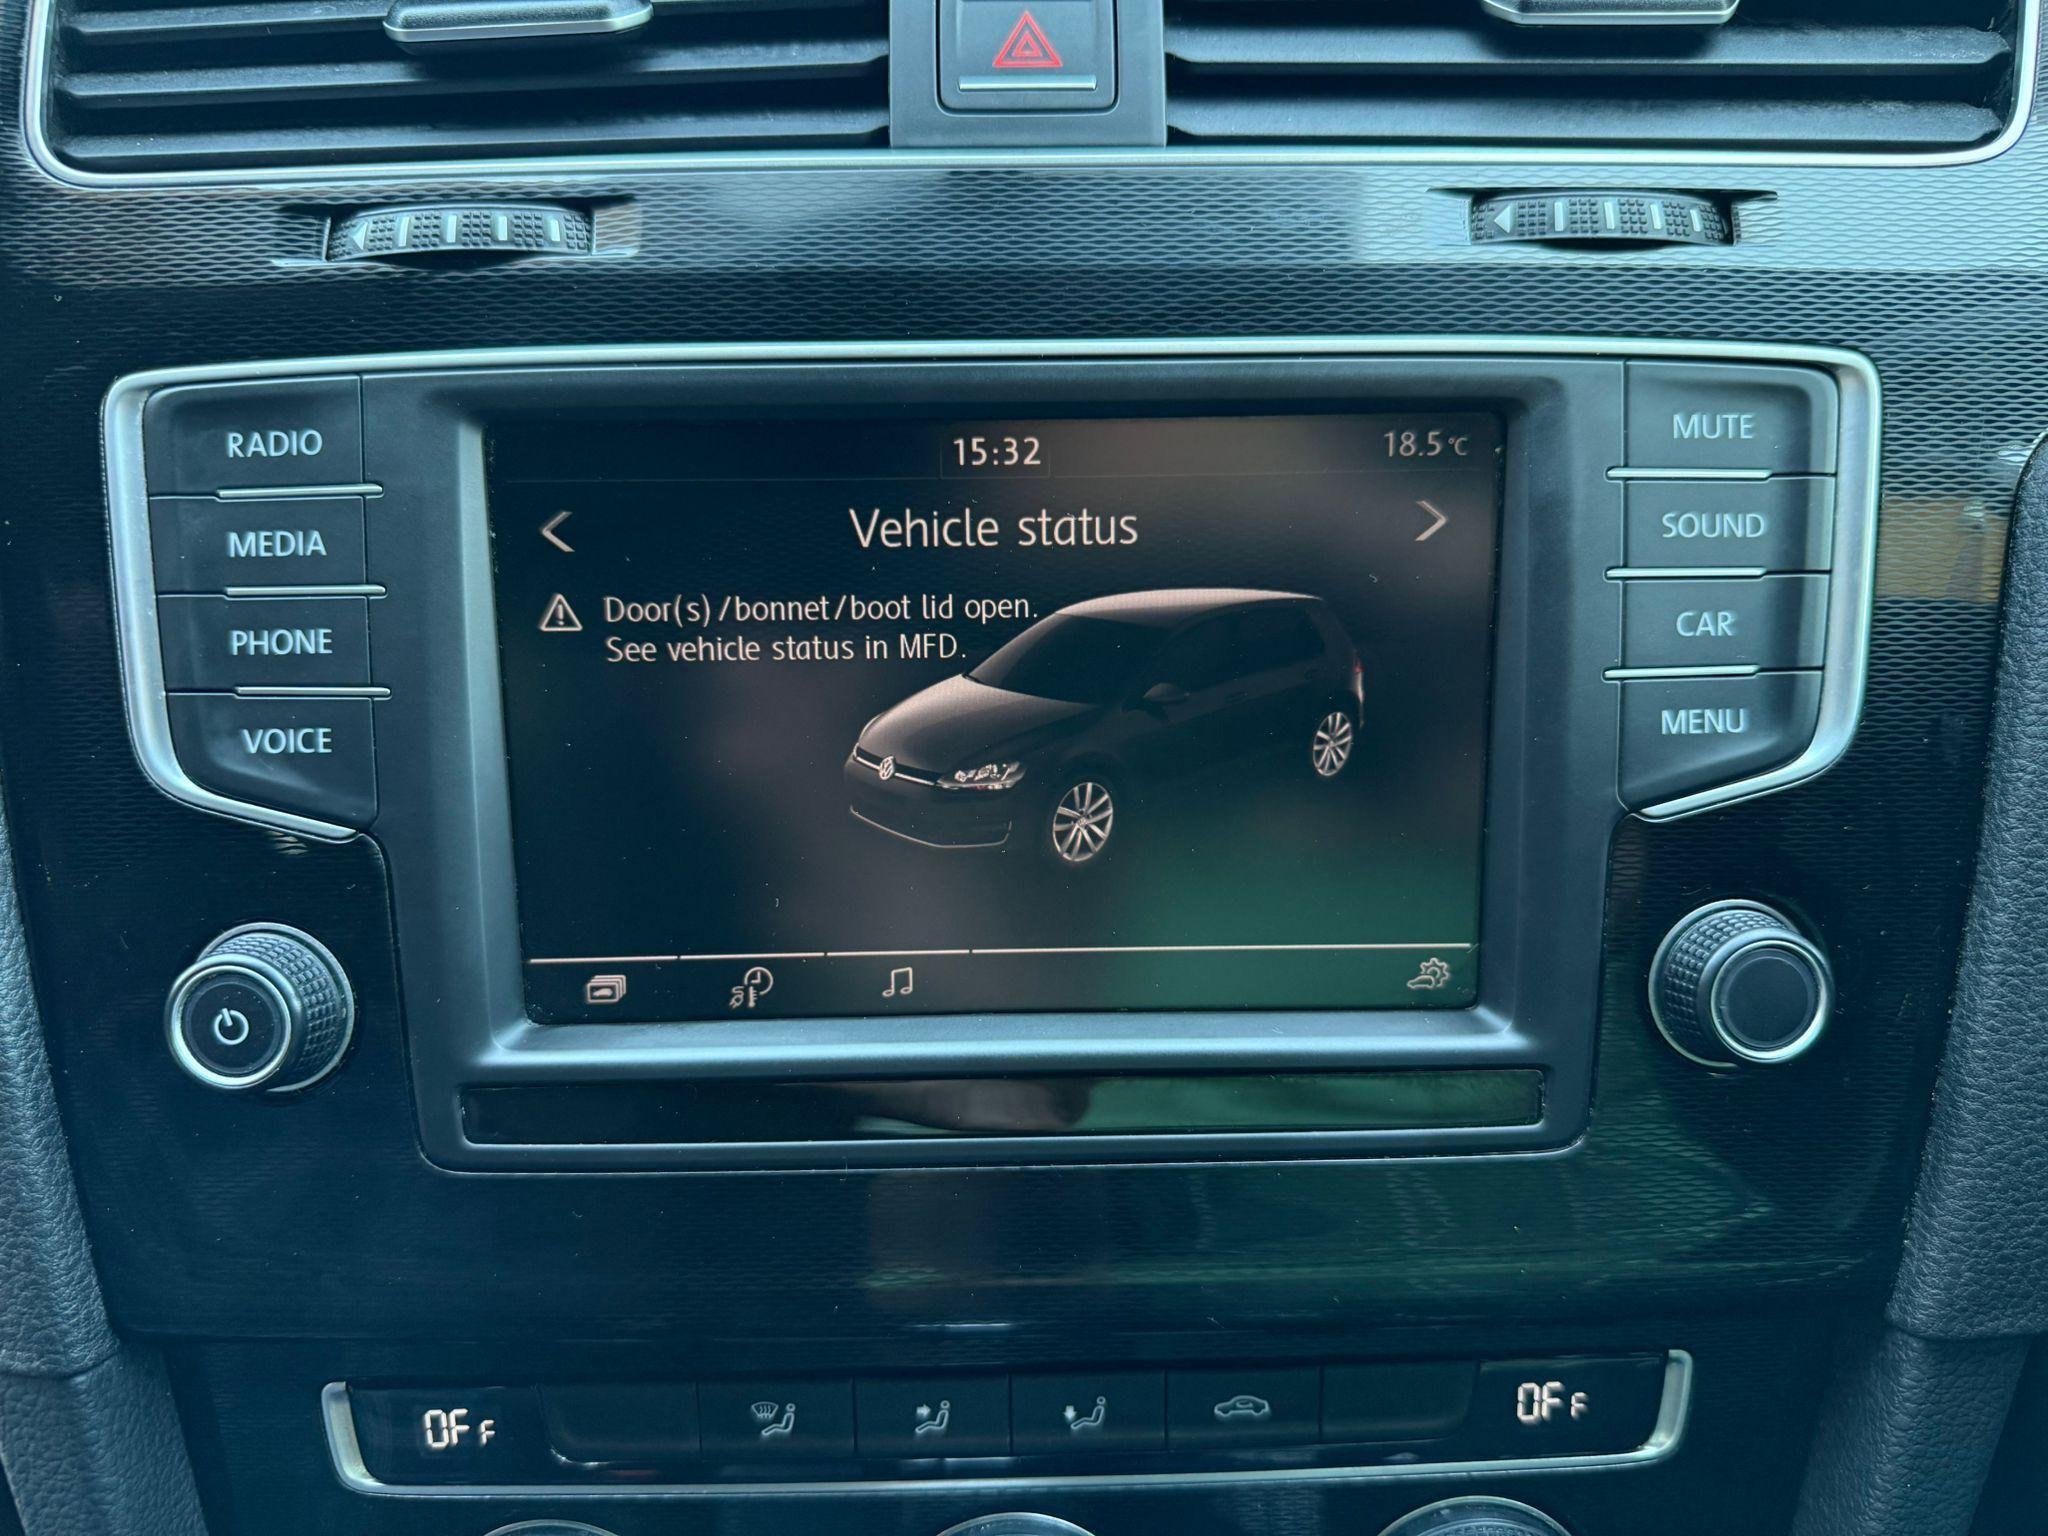 RADIO
MEDIA
PHONE
VOICE
15:32
18.5°C
Vehicle status
Door(s)/bonnet/boot lid open.
See vehicle status in MFD.
MUTE
SOUND
CAR
MENU
OFF
OFF